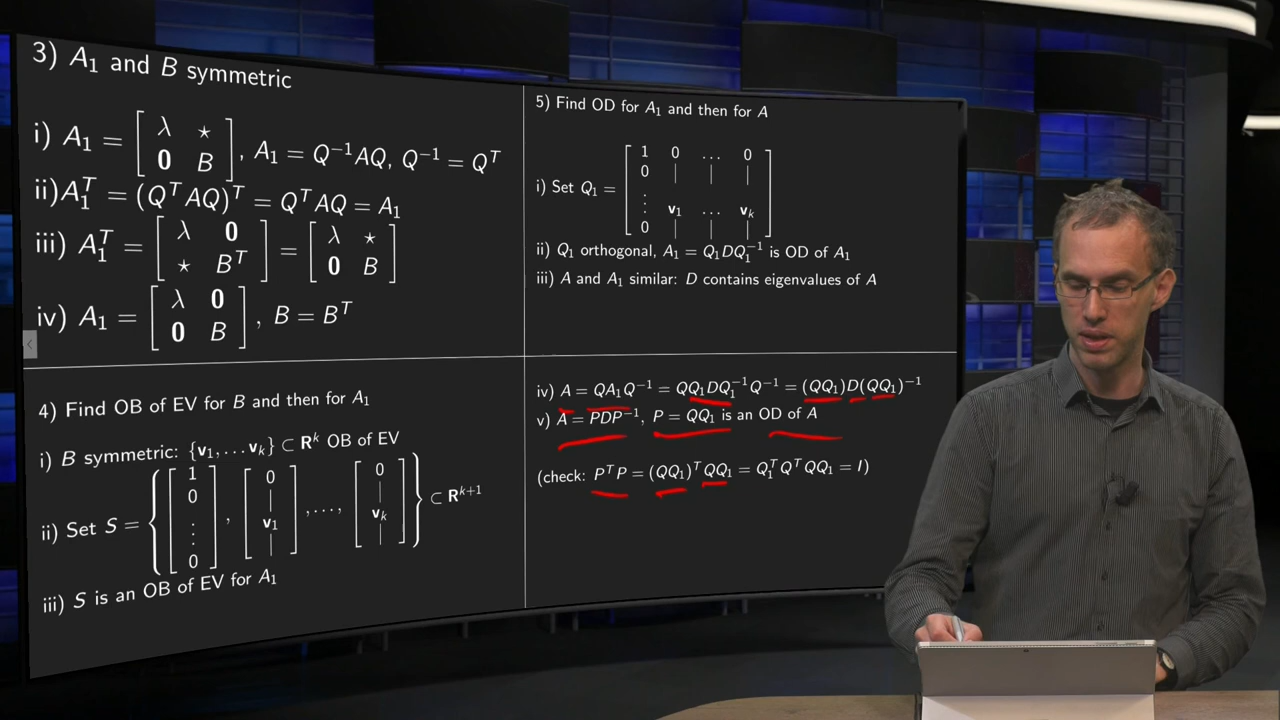 3) A₁ and B symmetric
i) A₁ = [ λ ⋆ ; 0 B ], A₁ = Q⁻¹AQ, Q⁻¹ = Qᵀ
ii)A₁ᵀ = (QᵀAQ)ᵀ = QᵀAQ = A₁
iii) A₁ᵀ = [ λ 0 ; ⋆ Bᵀ ] = [ λ ⋆ ; 0 B ]
iv) A₁ = [ λ 0 ; 0 B ], B = Bᵀ
4) Find OB of EV for B and then for A₁
i) B symmetric: {v₁, … vₖ} ⊂ Rᵏ OB of EV
ii) Set S = { [ 1 ; 0 ; ⋮ ; 0 ], [ 0 ; | ; v₁ ; | ], …, [ 0 ; | ; vₖ ; | ] } ⊂ Rᵏ⁺¹
iii) S is an OB of EV for A₁
5) Find OD for A₁ and then for A
i) Set Q₁ = [ 1 0 … 0 ; 0 | | | ; ⋮ v₁ … vₖ ; 0 | | | ]
ii) Q₁ orthogonal, A₁ = Q₁DQ₁⁻¹ is OD of A₁
iii) A and A₁ similar: D contains eigenvalues of A
iv) A = QA₁Q⁻¹ = QQ₁DQ₁⁻¹Q⁻¹ = (QQ₁)D(QQ₁)⁻¹
v) A = PDP⁻¹, P = QQ₁ is an OD of A
(check: PᵀP = (QQ₁)ᵀQQ₁ = Q₁ᵀQᵀQQ₁ = I)